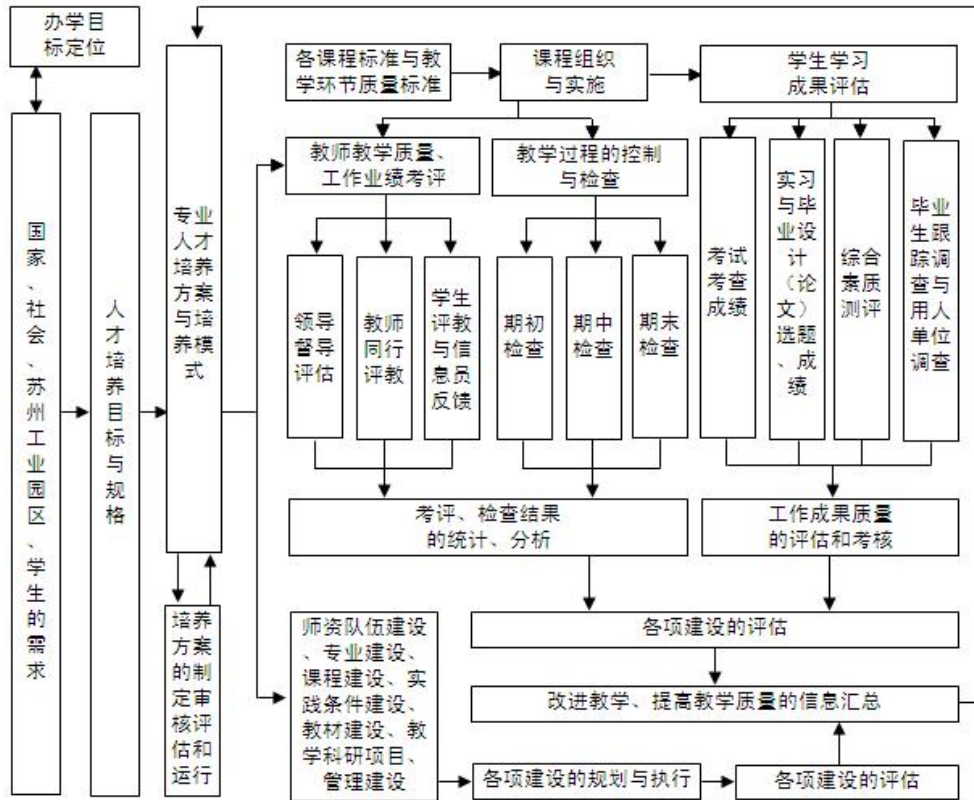 办学目
标定位
国家、社会、苏州工业园区、学生的需求
人才培养目标与规格
专业
人才
培养
方案
与培
养模
式
培养
方案
的制
定审
核评
估和
运行
各课程标准与教
学环节质量标准
课程组织
与实施
学生学习
成果评估
教师教学质量、
工作业绩考评
教学过程的控制
与检查
领导
督导
评估
教师
同行
评教
学生
评教
与信
息员
反馈
期初
检查
期中
检查
期末
检查
考试
考查
成绩
实习
与毕
业设
计
（论
文）
选题
、成
绩
综合
素质
测评
毕业
生跟
踪调
查与
用人
单位
调查
考评、检查结果
的统计、分析
工作成果质量
的评估和考核
师资队伍建设
、专业建设、
课程建设、实
践条件建设、
教材建设、教
学科研项目、
管理建设
各项建设的评估
改进教学、提高教学质量的信息汇总
各项建设的规划与执行
各项建设的评估